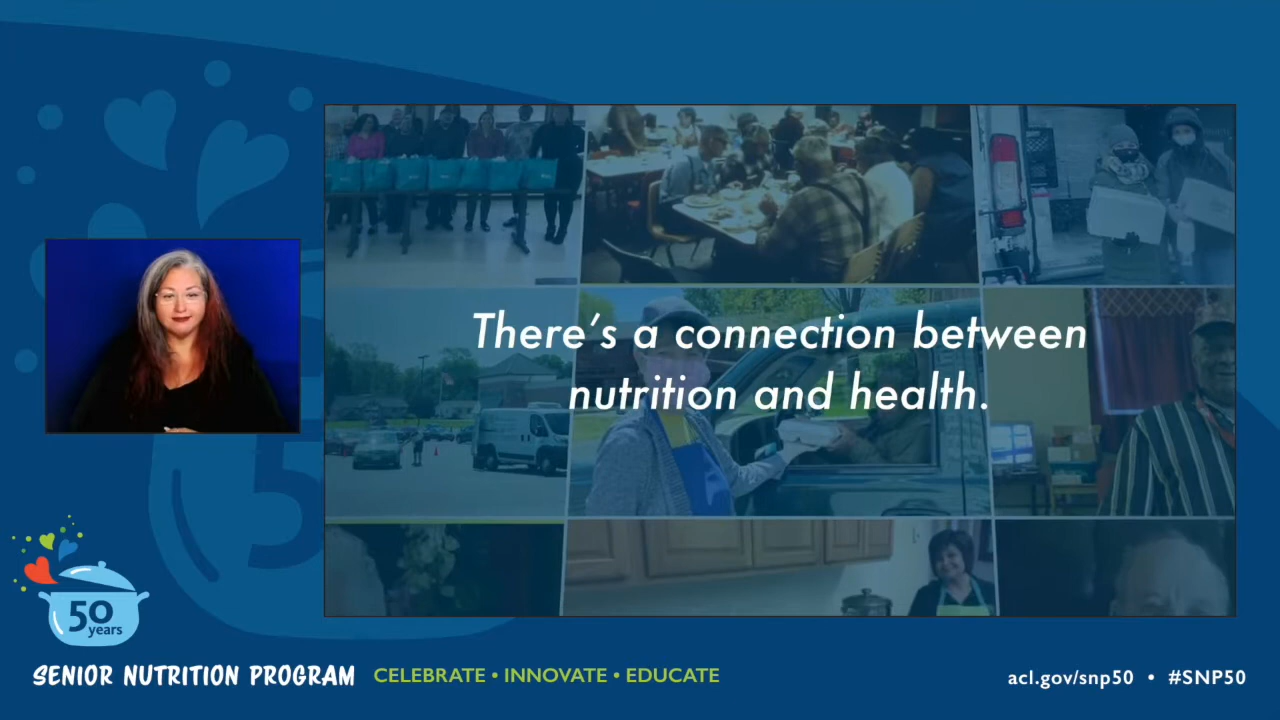 There's a connection between
nutrition and health.
50
years
SENIOR NUTRITION PROGRAM
CELEBRATE • INNOVATE • EDUCATE
acl.gov/snp50 • #SNP50